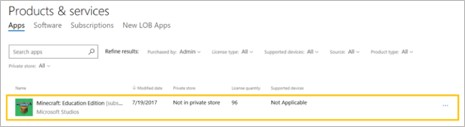 Products & services
Apps Software Subscriptions New LOB Apps
Search apps Refine results: Purchased by: Admin License type: All Supported devices: All Source: All Product type: All
Private store: All
Name Modified date Private store License quantity Supported devices
Minecraft: Education Edition (subs... 7/19/2017 Not in private store 96 Not Applicable ...
Microsoft Studios